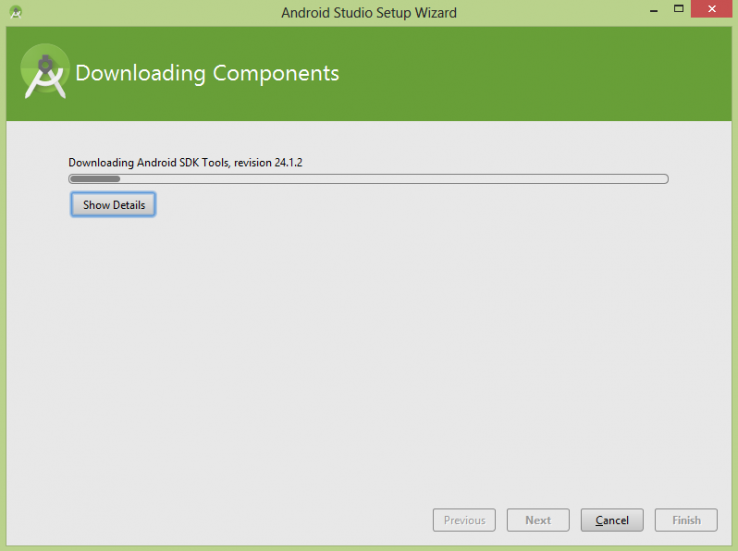 Android Studio Setup Wizard
Downloading Components
Downloading Android SDK Tools, revision 24.1.2
Show Details
Previous Next Cancel Finish